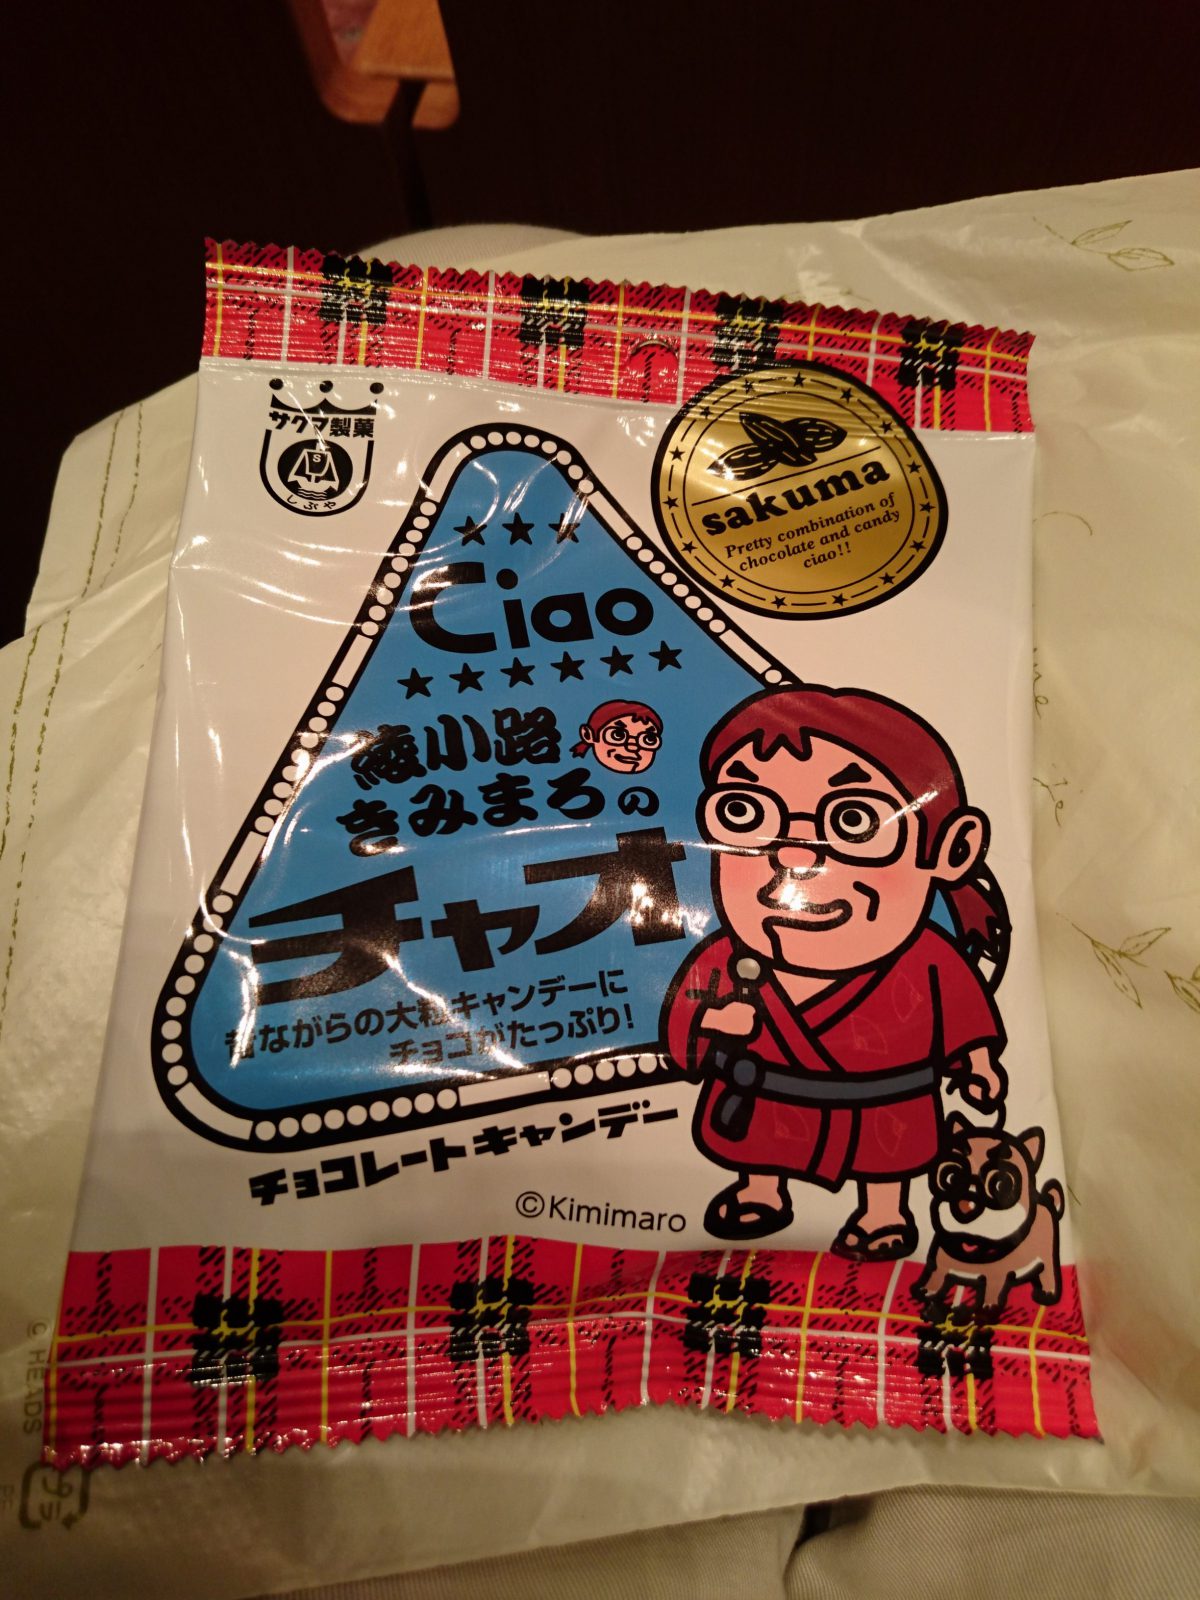 サクマ製菓
S
しぶや
sakuma
Pretty combination of
chocolate and candy
ciao!!
Ciao
綾小路
きみまろの
チャオ
昔ながらの大粒キャンデーに
チョコがたっぷり!
チョコレートキャンデー
©Kimimaro
© HEADS
プラ